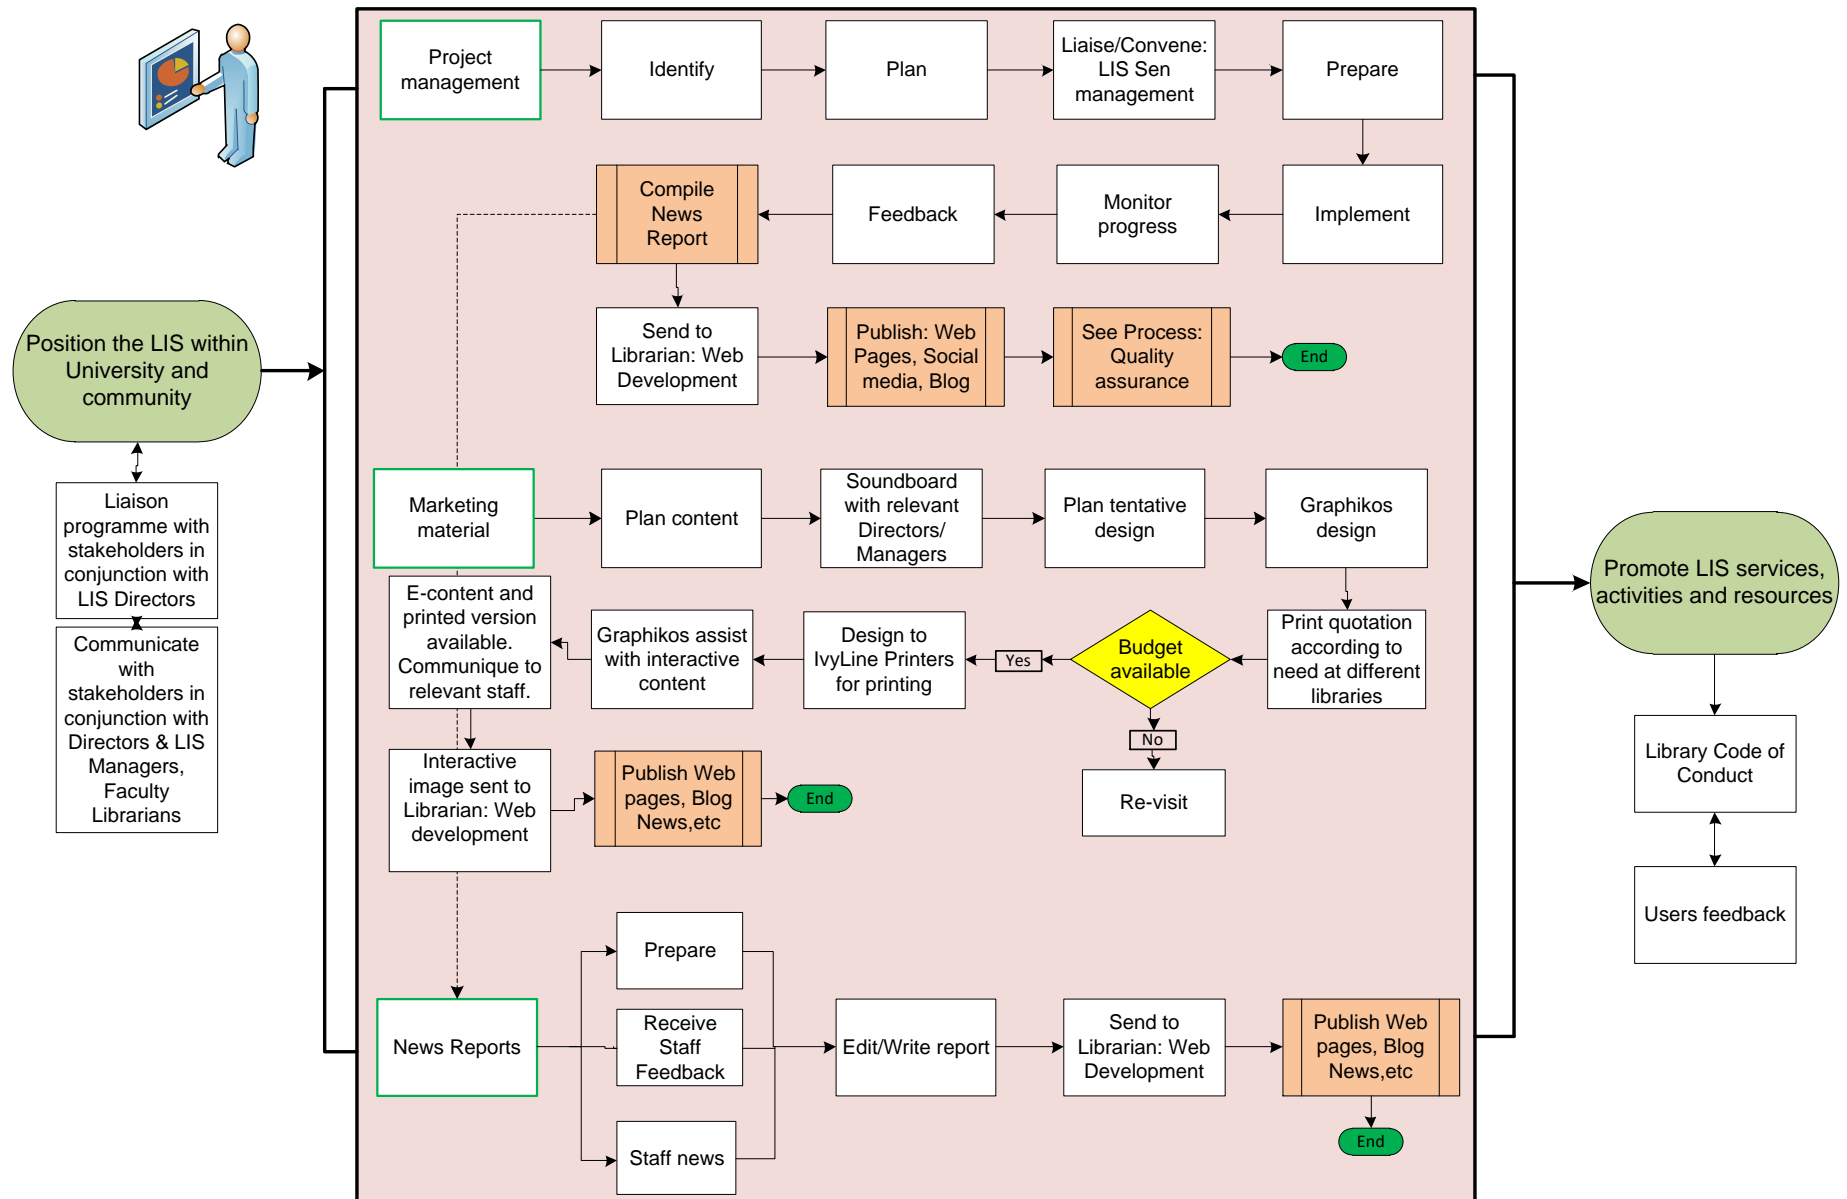 Project
management
Identify
Plan
Liaise/Convene:
LIS Sen
management
Prepare
Compile
News
Report
Feedback
Monitor
progress
Implement
Send to
Librarian: Web
Development
Publish: Web
Pages, Social
media, Blog
See Process:
Quality
assurance
End
Position the LIS within
University and
community
Liaison
programme with
stakeholders in
conjunction with
LIS Directors
Communicate
with
stakeholders in
conjunction with
Directors & LIS
Managers,
Faculty
Librarians
Marketing
material
Plan content
Soundboard
with relevant
Directors/
Managers
Plan tentative
design
Graphikos
design
E-content and
printed version
available.
Communique to
relevant staff.
Graphikos assist
with interactive
content
Design to
IvyLine Printers
for printing
Yes
Budget
available
Print quotation
according to
need at different
libraries
No
Re-visit
Interactive
image sent to
Librarian: Web
development
Publish Web
pages, Blog
News,etc
End
News Reports
Prepare
Receive
Staff
Feedback
Staff news
Edit/Write report
Send to
Librarian: Web
Development
Publish Web
pages, Blog
News,etc
End
Promote LIS services,
activities and resources
Library Code of
Conduct
Users feedback